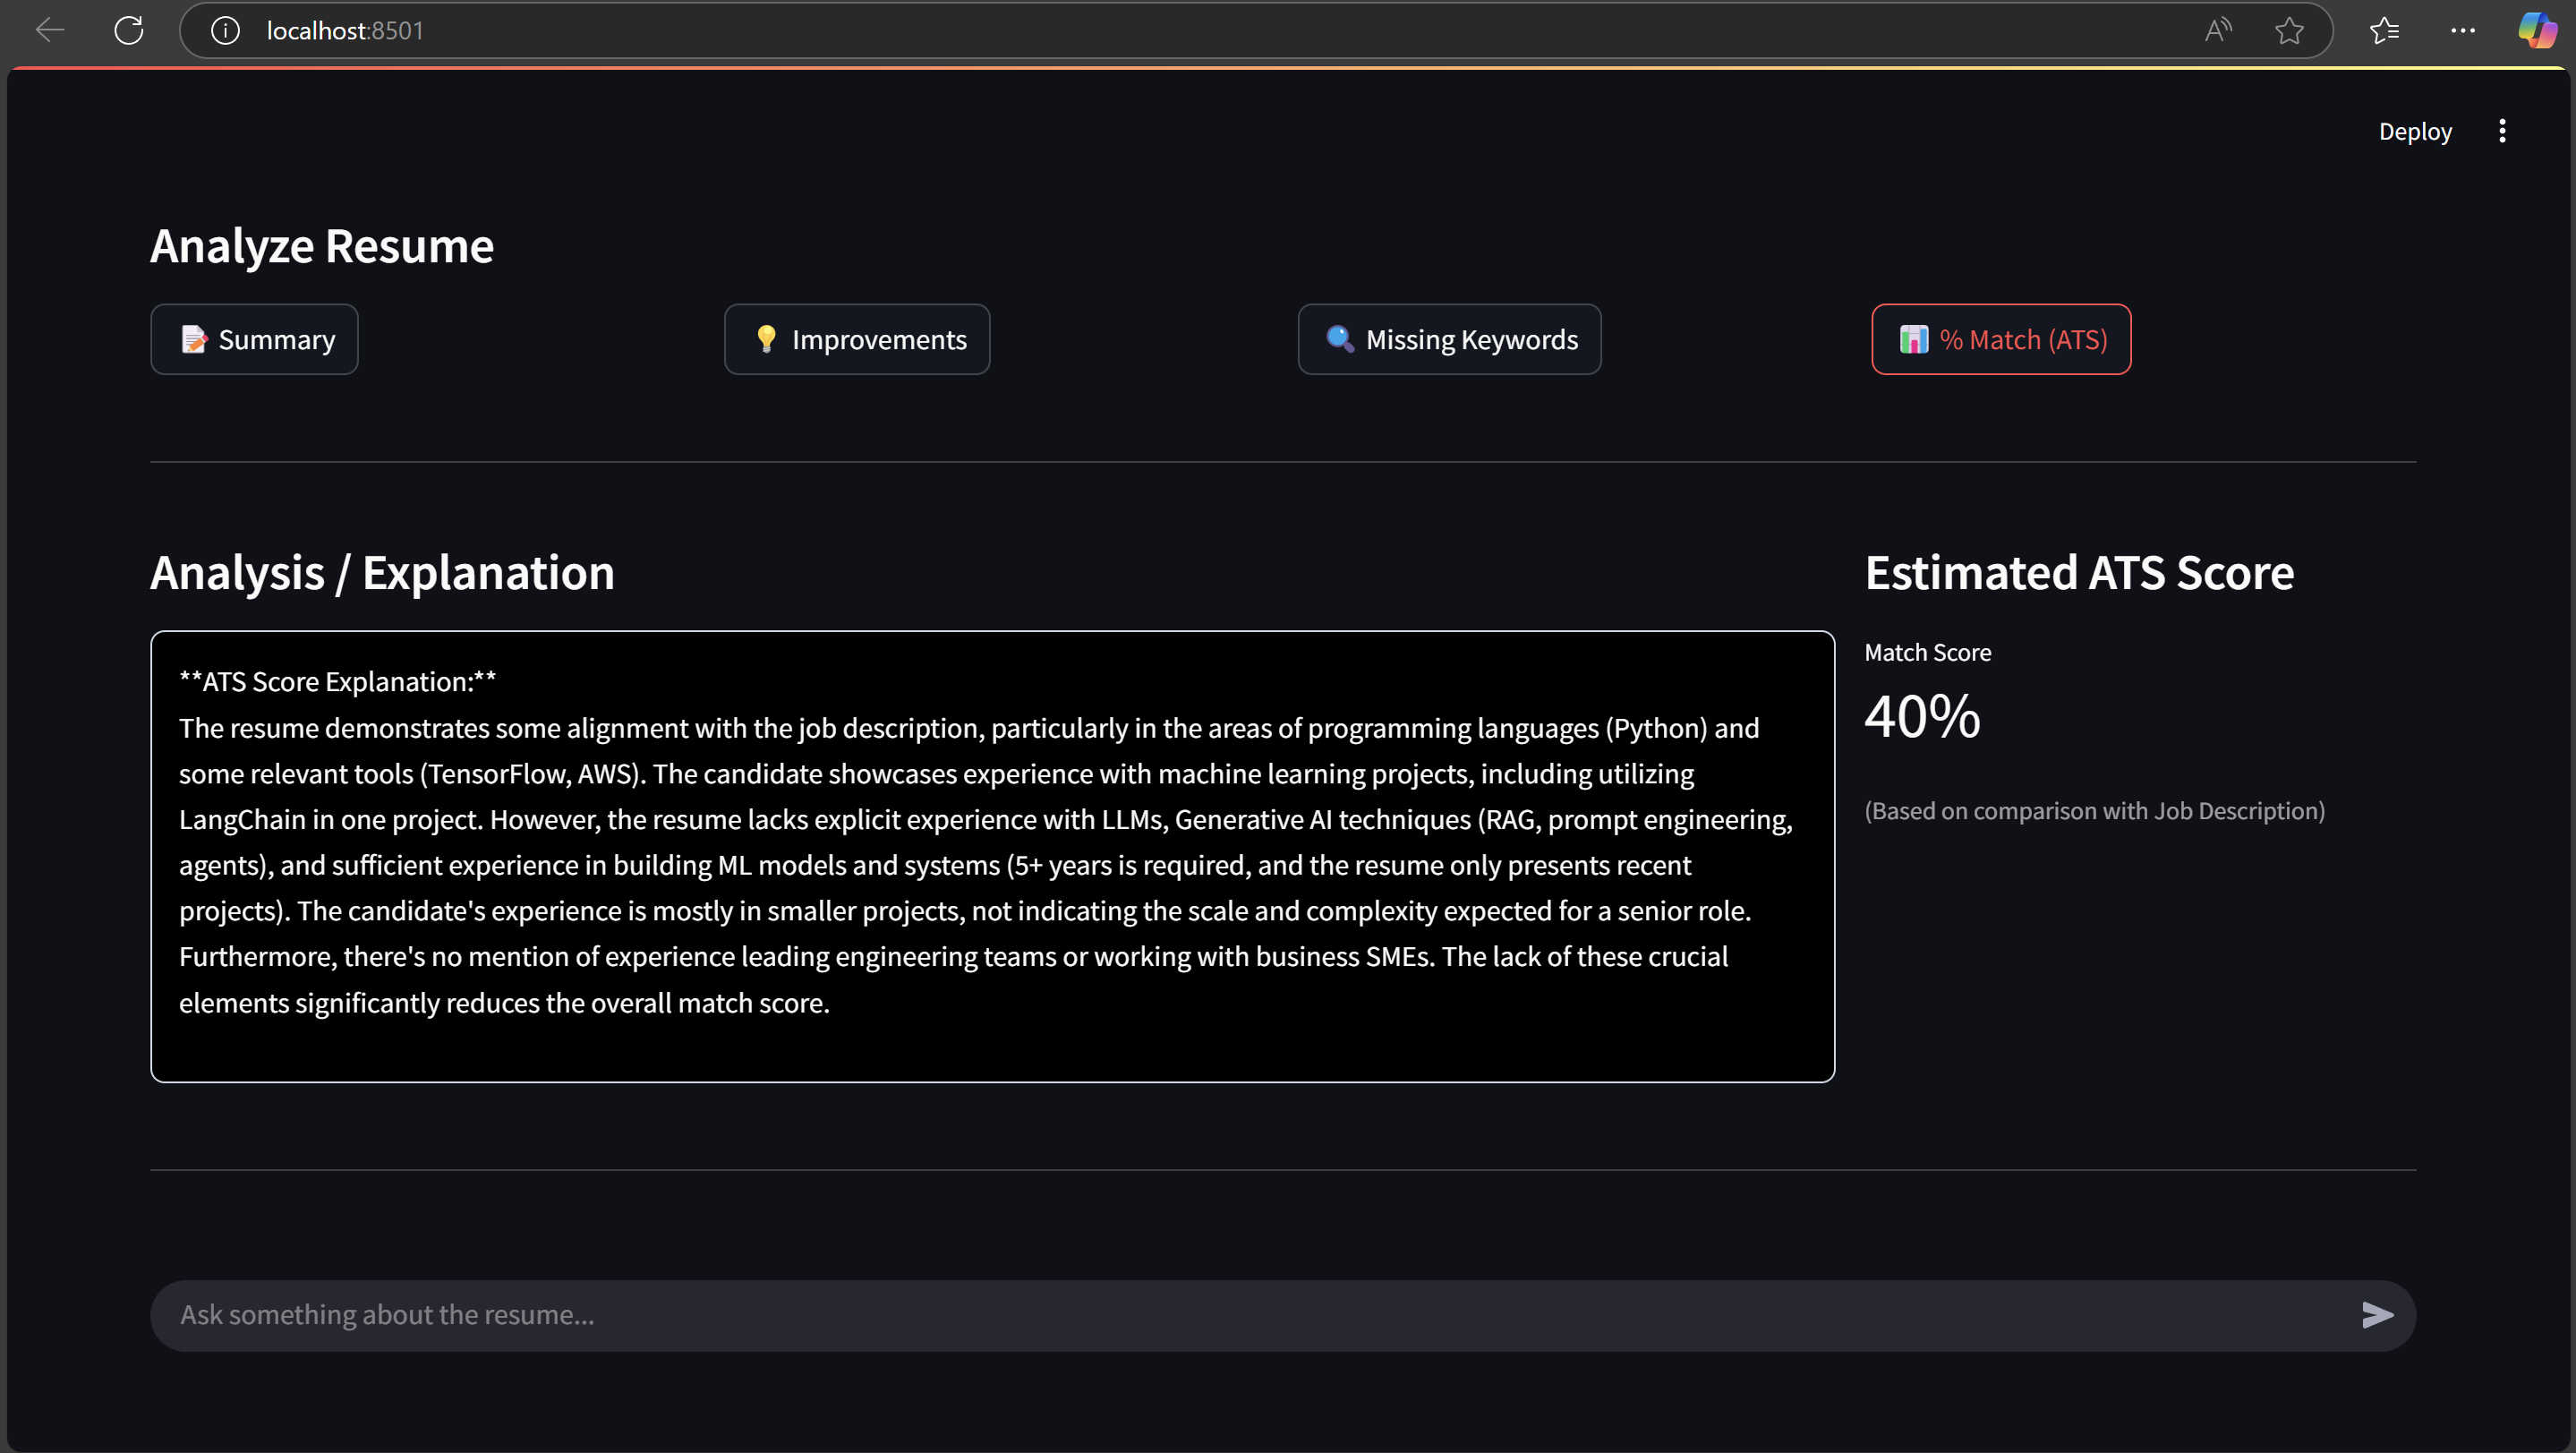 localhost:8501
Deploy
Analyze Resume
Summary
Improvements
Missing Keywords
% Match (ATS)
Analysis / Explanation
**ATS Score Explanation:**
The resume demonstrates some alignment with the job description, particularly in the areas of programming languages (Python) and
some relevant tools (TensorFlow, AWS). The candidate showcases experience with machine learning projects, including utilizing
LangChain in one project. However, the resume lacks explicit experience with LLMs, Generative AI techniques (RAG, prompt engineering,
agents), and sufficient experience in building ML models and systems (5+ years is required, and the resume only presents recent
projects). The candidate's experience is mostly in smaller projects, not indicating the scale and complexity expected for a senior role.
Furthermore, there's no mention of experience leading engineering teams or working with business SMEs. The lack of these crucial
elements significantly reduces the overall match score.
Estimated ATS Score
Match Score
40%
(Based on comparison with Job Description)
Ask something about the resume...